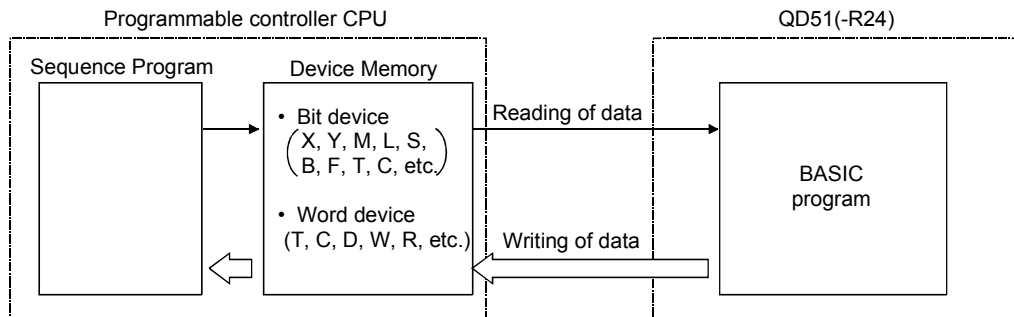 Programmable controller CPU
QD51(-R24)
Sequence Program
Device Memory
• Bit device
(X, Y, M, L, S,
B, F, T, C, etc.)
• Word device
(T, C, D, W, R, etc.)
Reading of data
Writing of data
BASIC
program